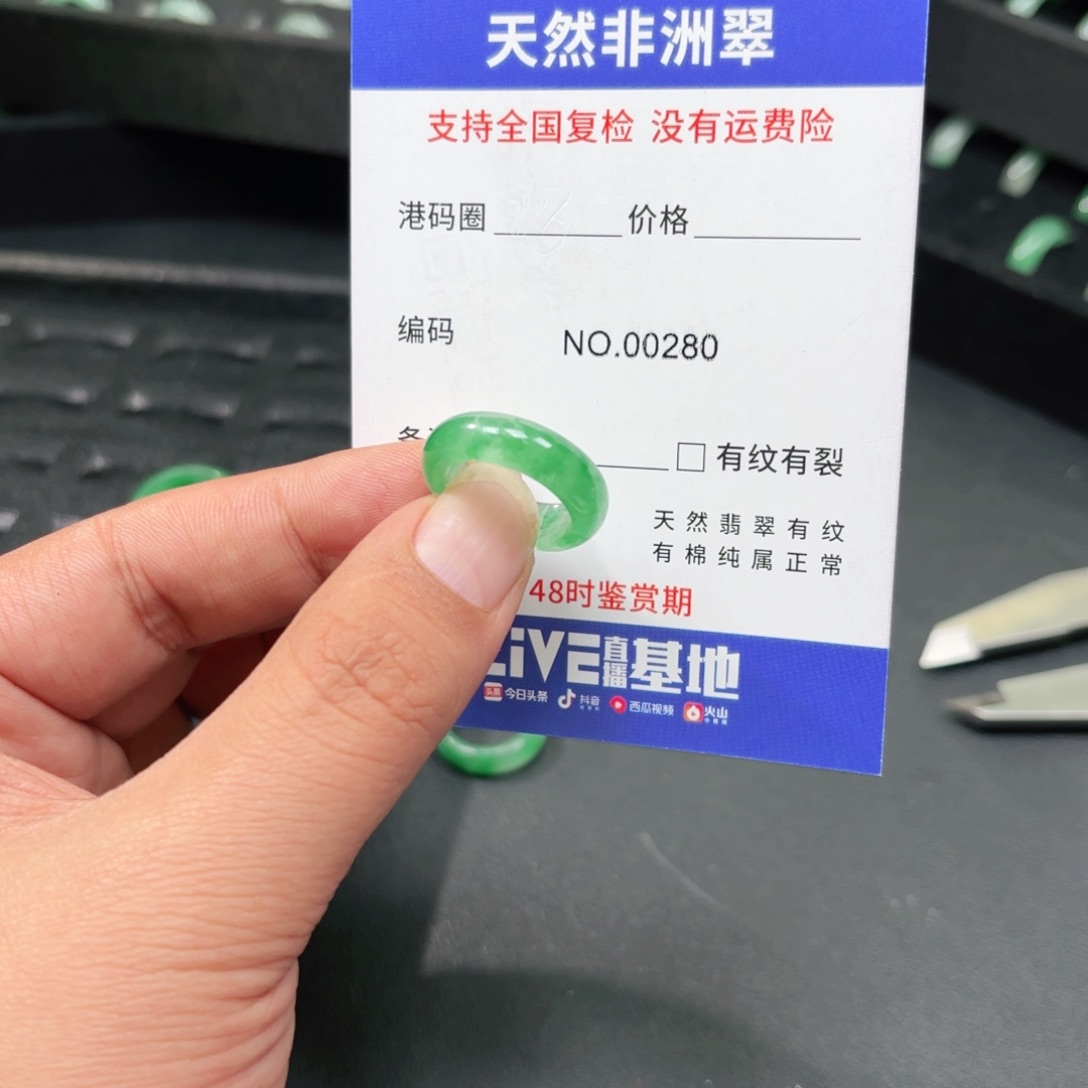 天然非洲翠
支持全国复检 没有运费险
港码圈 价格
编码 NO.00280
□ 有纹有裂
天然翡翠有纹
有棉纯属正常
48时鉴赏期
LiVE直播基地
头条 今日头条 抖音 西瓜视频 火山